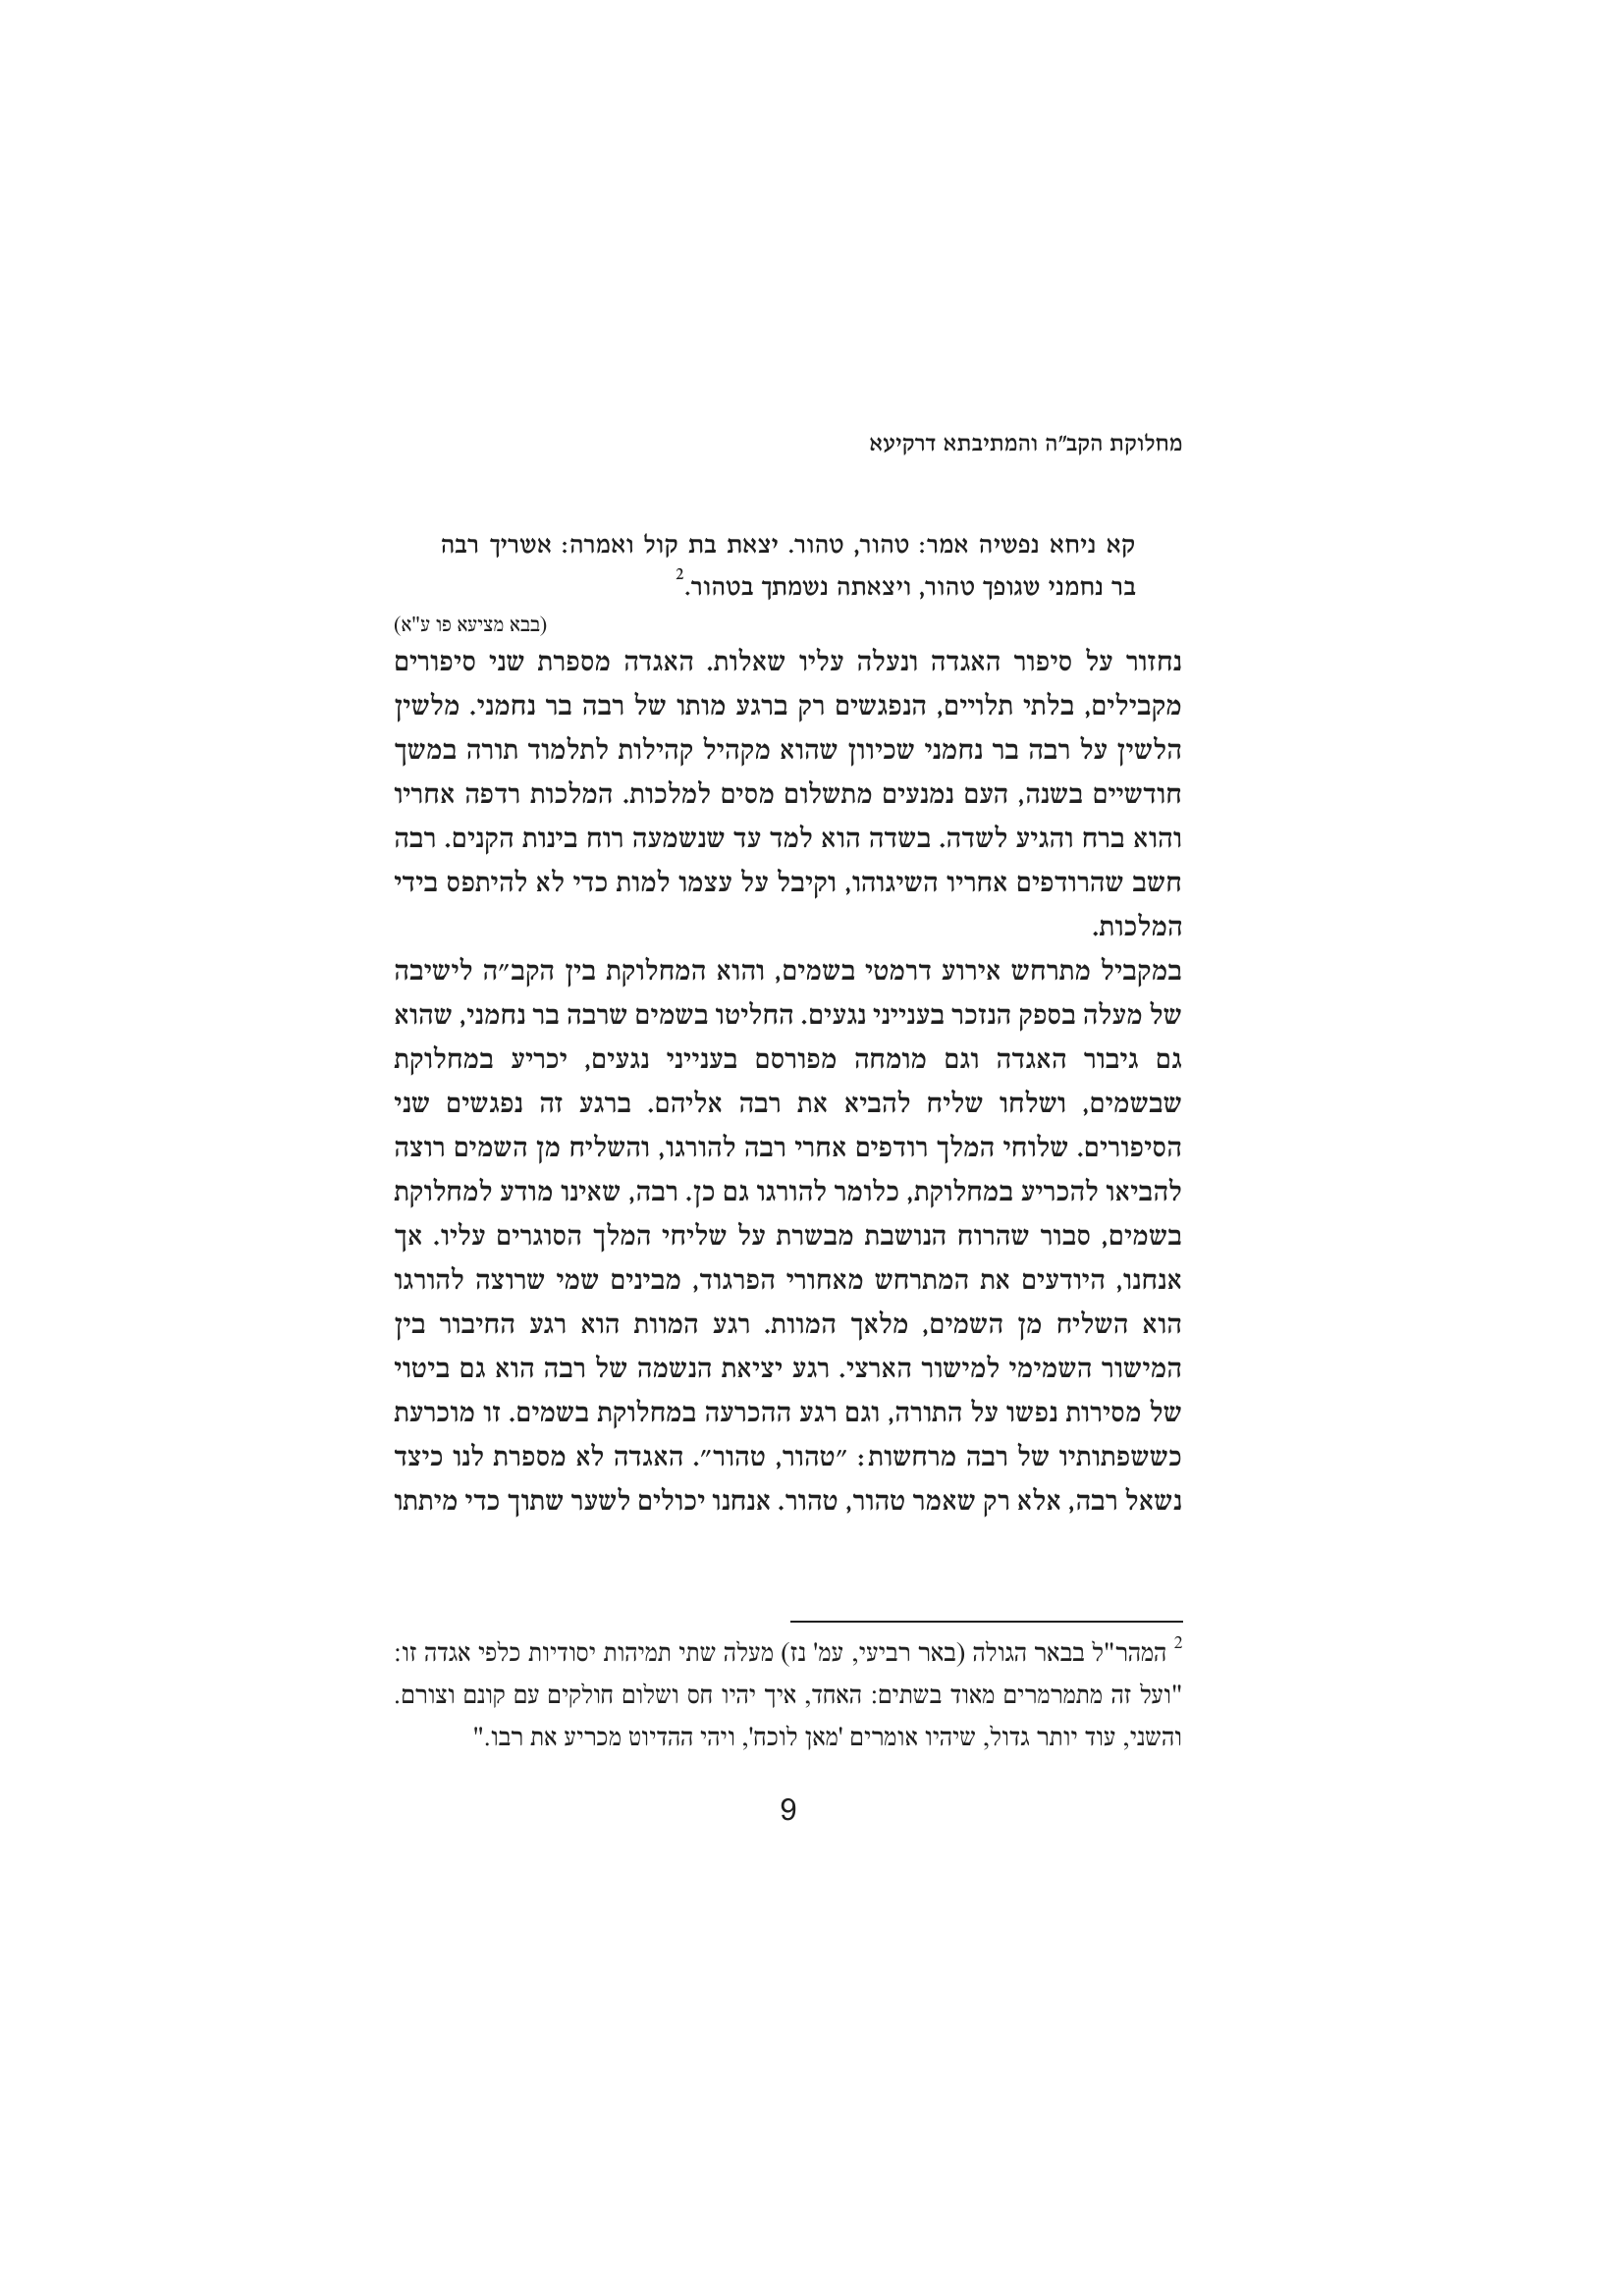 מחלוקת הקב״ה והמתיבתא דרקיעא
קא ניחא נפשיה אמר: טהור, טהור. יצאת בת קול ואמרה: אשריך רבה
בר נחמני שגופך טהור, ויצאתה נשמתך בטהור.2
(בבא מציעא פו ע"א)
נחזור על סיפור האגדה ונעלה עליו שאלות. האגדה מספרת שני סיפורים
מקבילים, בלתי תלויים, הנפגשים רק ברגע מותו של רבה בר נחמני. מלשין
הלשין על רבה בר נחמני שכיוון שהוא מקהיל קהילות לתלמוד תורה במשך
חודשיים בשנה, העם נמנעים מתשלום מסים למלכות. המלכות רדפה אחריו
והוא ברח והגיע לשדה. בשדה הוא למד עד שנשמעה רוח בינות הקנים. רבה
חשב שהרודפים אחריו השיגוהו, וקיבל על עצמו למות כדי לא להיתפס בידי
המלכות.
במקביל מתרחש אירוע דרמטי בשמים, והוא המחלוקת בין הקב״ה לישיבה
של מעלה בספק הנזכר בענייני נגעים. החליטו בשמים שרבה בר נחמני, שהוא
גם גיבור האגדה וגם מומחה מפורסם בענייני נגעים, יכריע במחלוקת
שבשמים, ושלחו שליח להביא את רבה אליהם. ברגע זה נפגשים שני
הסיפורים. שלוחי המלך רודפים אחרי רבה להורגו, והשליח מן השמים רוצה
להביאו להכריע במחלוקת, כלומר להורגו גם כן. רבה, שאינו מודע למחלוקת
בשמים, סבור שהרוח הנושבת מבשרת על שליחי המלך הסוגרים עליו. אך
אנחנו, היודעים את המתרחש מאחורי הפרגוד, מבינים שמי שרוצה להורגו
הוא השליח מן השמים, מלאך המוות. רגע המוות הוא רגע החיבור בין
המישור השמימי למישור הארצי. רגע יציאת הנשמה של רבה הוא גם ביטוי
של מסירות נפשו על התורה, וגם רגע ההכרעה במחלוקת בשמים. זו מוכרעת
כששפתותיו של רבה מרחשות: ״טהור, טהור״. האגדה לא מספרת לנו כיצד
נשאל רבה, אלא רק שאמר טהור, טהור. אנחנו יכולים לשער שתוך כדי מיתתו
2 המהר"ל בבאר הגולה (באר רביעי, עמ' נז) מעלה שתי תמיהות יסודיות כלפי אגדה זו:
"ועל זה מתמרמרים מאוד בשתים: האחד, איך יהיו חס ושלום חולקים עם קונם וצורם.
והשני, עוד יותר גדול, שיהיו אומרים 'מאן לוכח', ויהי ההדיוט מכריע את רבו."
9